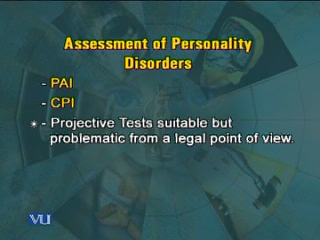 Assessment of Personality
Disorders
- PAI
- CPI
✴ - Projective Tests suitable but
problematic from a legal point of view.
VU